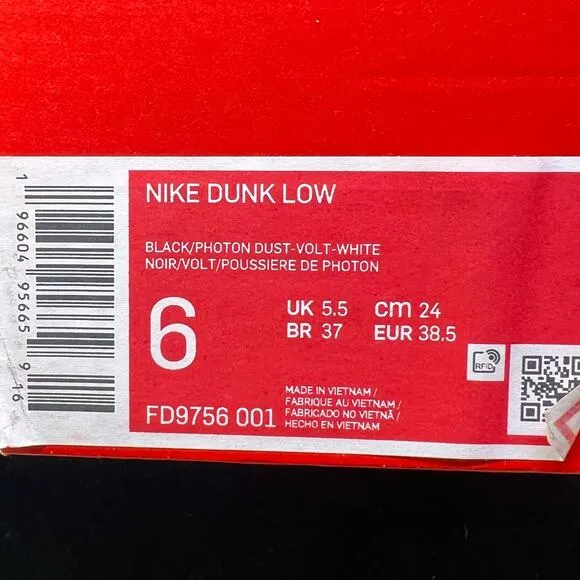 NIKE DUNK LOW
BLACK/PHOTON DUST-VOLT-WHITE
NOIR/VOLT/POUSSIERE DE PHOTON
6
UK 5.5 cm 24
BR 37 EUR 38.5
RFID
FD9756 001
MADE IN VIETNAM /
FABRIQUE AU VIETNAM /
FABRICADO NO VIETNÃ /
HECHO EN VIETNAM
1 96604 95665 9 16